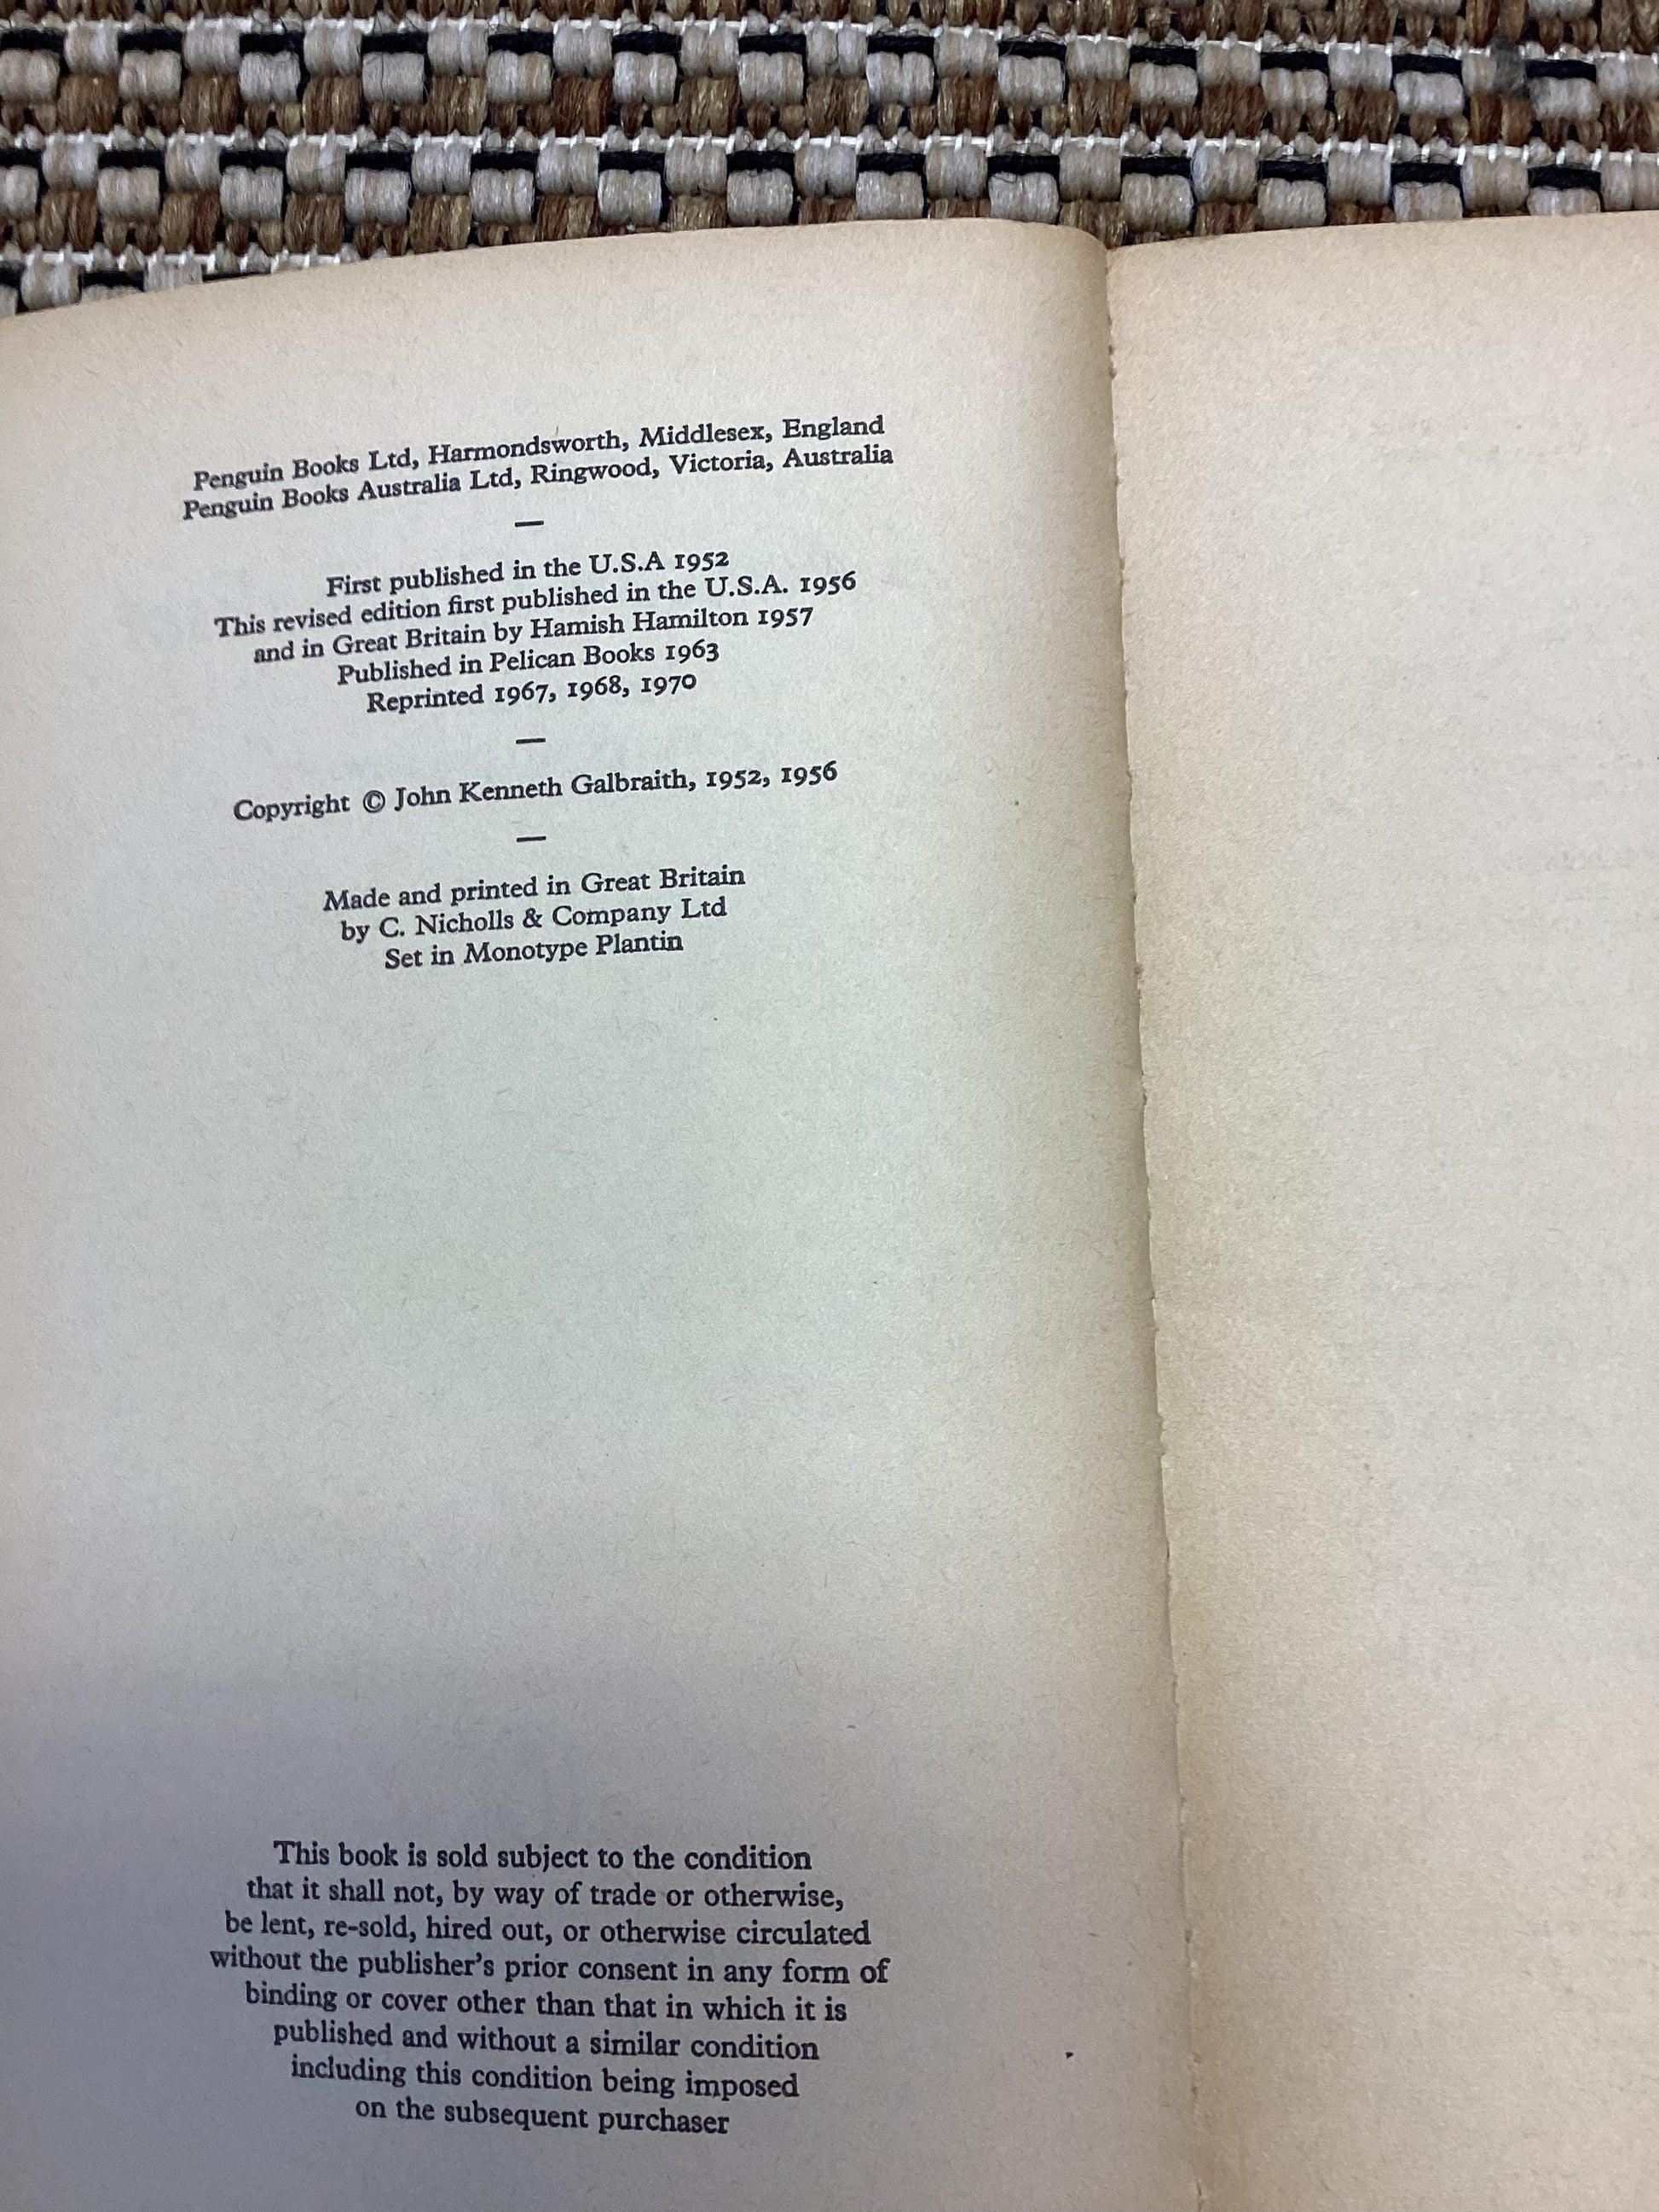 Penguin Books Ltd, Harmondsworth, Middlesex, England
Penguin Books Australia Ltd, Ringwood, Victoria, Australia
—
First published in the U.S.A 1952
This revised edition first published in the U.S.A. 1956
and in Great Britain by Hamish Hamilton 1957
Published in Pelican Books 1963
Reprinted 1967, 1968, 1970
—
Copyright © John Kenneth Galbraith, 1952, 1956
—
Made and printed in Great Britain
by C. Nicholls & Company Ltd
Set in Monotype Plantin
This book is sold subject to the condition
that it shall not, by way of trade or otherwise,
be lent, re-sold, hired out, or otherwise circulated
without the publisher's prior consent in any form of
binding or cover other than that in which it is
published and without a similar condition
including this condition being imposed
on the subsequent purchaser